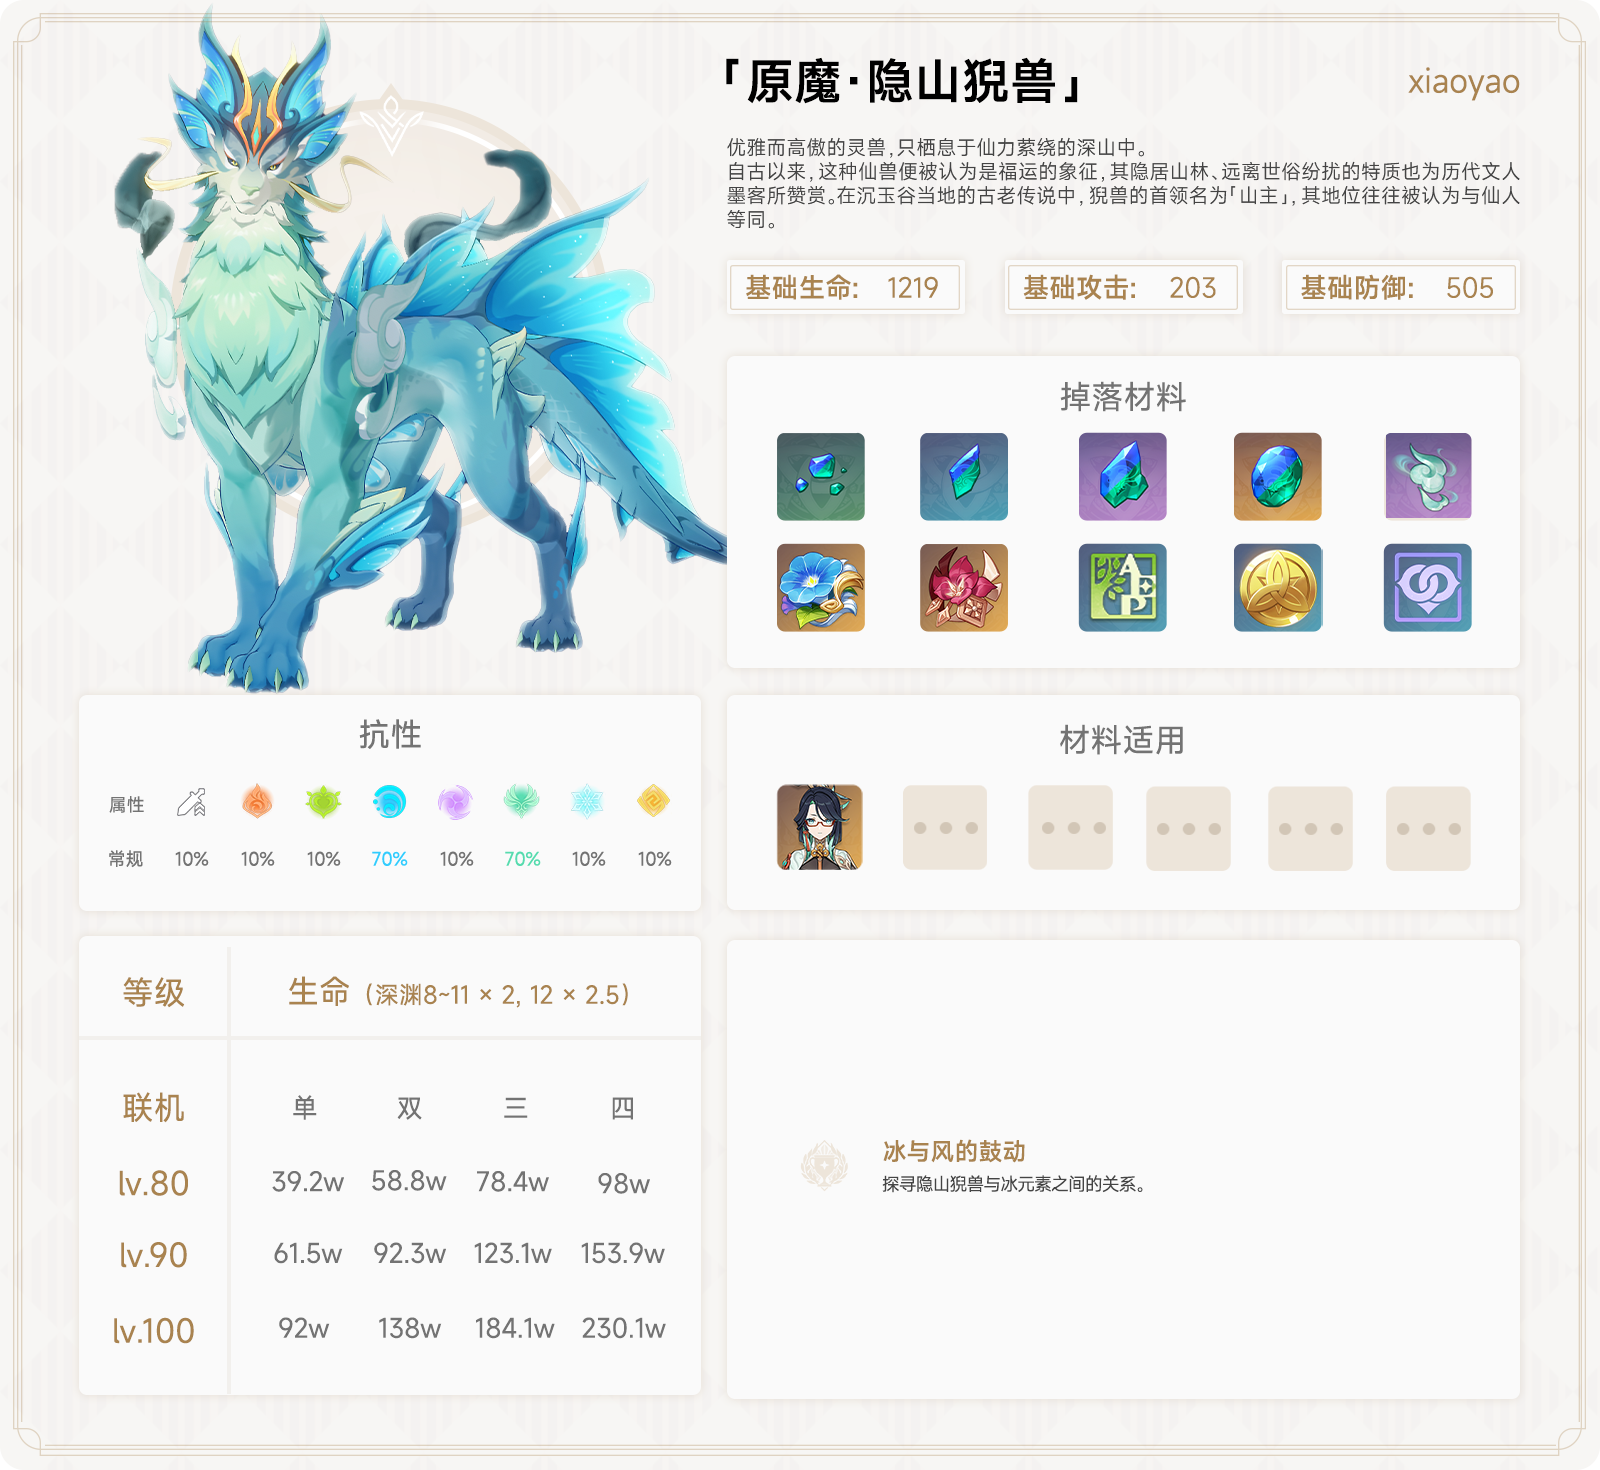 「原魔·隐山猊兽」
xiaoyao
优雅而高傲的灵兽,只栖息于仙力萦绕的深山中。
自古以来,这种仙兽便被认为是福运的象征,其隐居山林、远离世俗纷扰的特质也为历代文人
墨客所赞赏。在沉玉谷当地的古老传说中,猊兽的首领名为「山主」,其地位往往被认为与仙人
等同。
基础生命: 1219
基础攻击: 203
基础防御: 505
掉落材料
AEP
抗性
属性
常规 10% 10% 10% 70% 10% 70% 10% 10%
材料适用
等级 生命 (深渊8~11 × 2, 12 × 2.5)
联机 单 双 三 四
lv.80 39.2w 58.8w 78.4w 98w
lv.90 61.5w 92.3w 123.1w 153.9w
lv.100 92w 138w 184.1w 230.1w
冰与风的鼓动
探寻隐山猊兽与冰元素之间的关系。